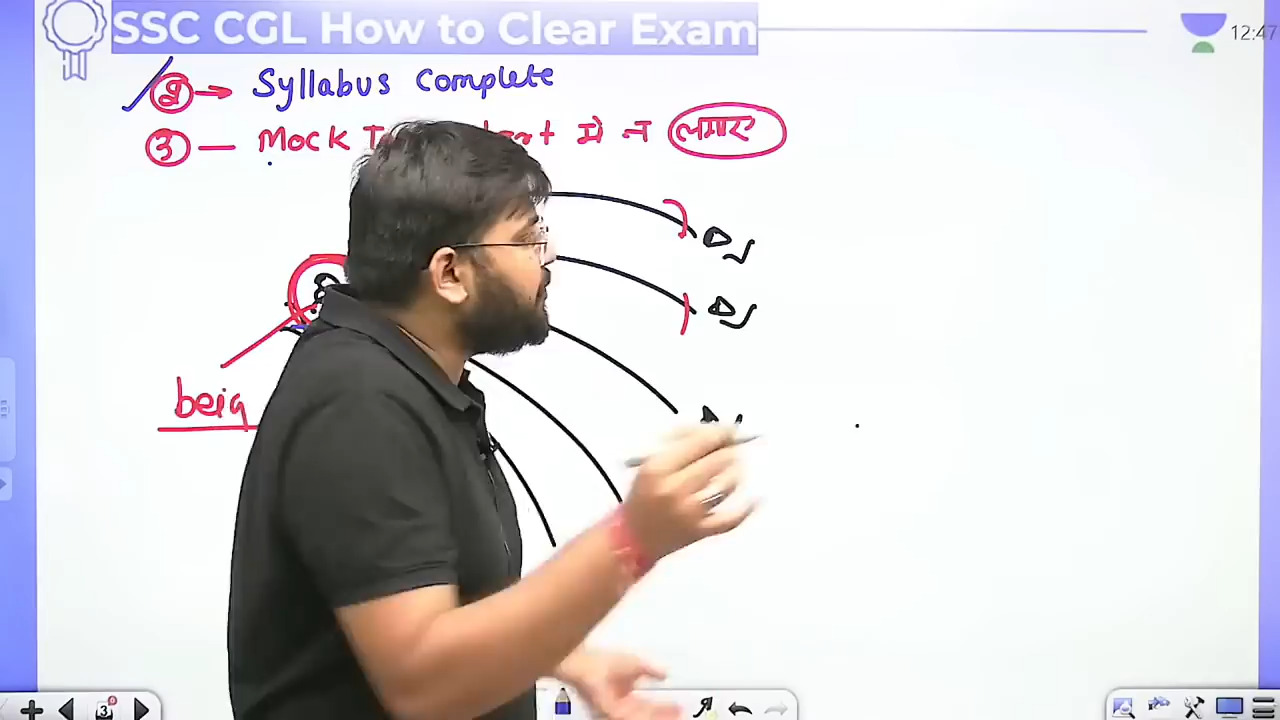 SSC CGL How to Clear Exam
12:47
② → Syllabus Complete
③ — Mock में न लगाए
beig
3